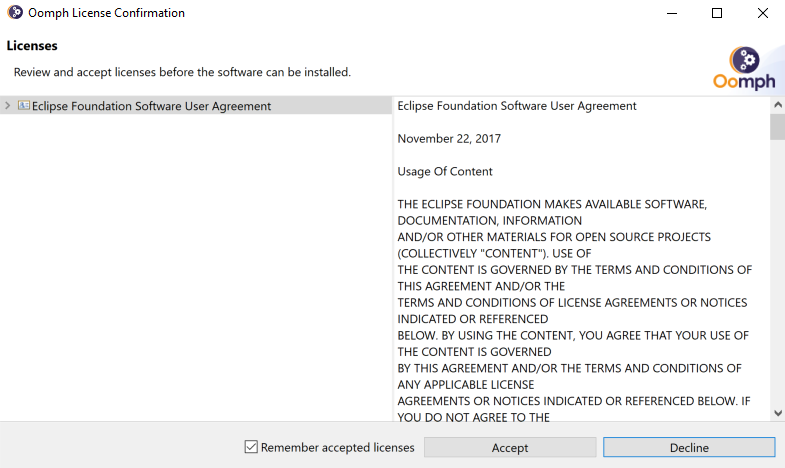 Oomph License Confirmation
Licenses
Review and accept licenses before the software can be installed.
Oomph
Eclipse Foundation Software User Agreement
Eclipse Foundation Software User Agreement
November 22, 2017
Usage Of Content
THE ECLIPSE FOUNDATION MAKES AVAILABLE SOFTWARE,
DOCUMENTATION, INFORMATION
AND/OR OTHER MATERIALS FOR OPEN SOURCE PROJECTS
(COLLECTIVELY "CONTENT"). USE OF
THE CONTENT IS GOVERNED BY THE TERMS AND CONDITIONS OF
THIS AGREEMENT AND/OR THE
TERMS AND CONDITIONS OF LICENSE AGREEMENTS OR NOTICES
INDICATED OR REFERENCED
BELOW. BY USING THE CONTENT, YOU AGREE THAT YOUR USE OF
THE CONTENT IS GOVERNED
BY THIS AGREEMENT AND/OR THE TERMS AND CONDITIONS OF
ANY APPLICABLE LICENSE
AGREEMENTS OR NOTICES INDICATED OR REFERENCED BELOW. IF
YOU DO NOT AGREE TO THE
Remember accepted licenses
Accept
Decline